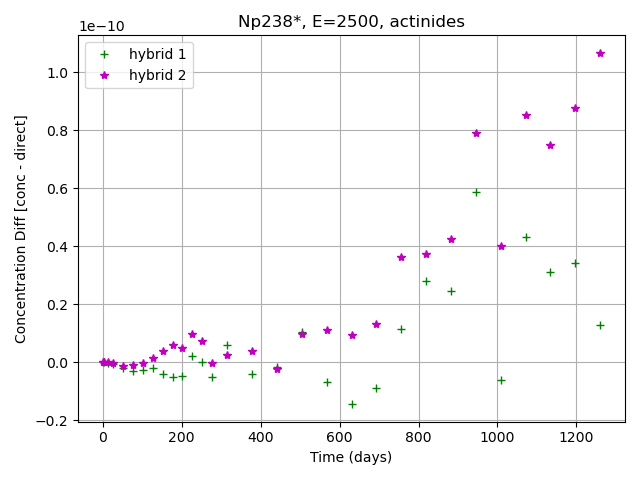 Np238*, E=2500, actinides
1e−10
hybrid 1
hybrid 2
1.0
0.8
0.6
0.4
0.2
0.0
−0.2
Concentration Diff [conc - direct]
0 200 400 600 800 1000 1200
Time (days)